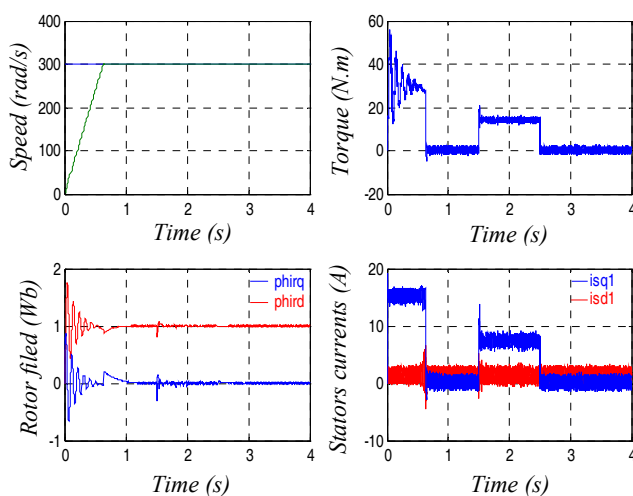 Speed (rad/s)
400
300
200
100
0
0 1 2 3 4
Time (s)
Torque (N.m)
60
40
20
0
-20
0 1 2 3 4
Time (s)
Rotor filed (Wb)
2
1
0
-1
0 1 2 3 4
phirq
phird
Time (s)
Stators currents (A)
20
10
0
-10
0 1 2 3 4
isq1
isd1
Time (s)